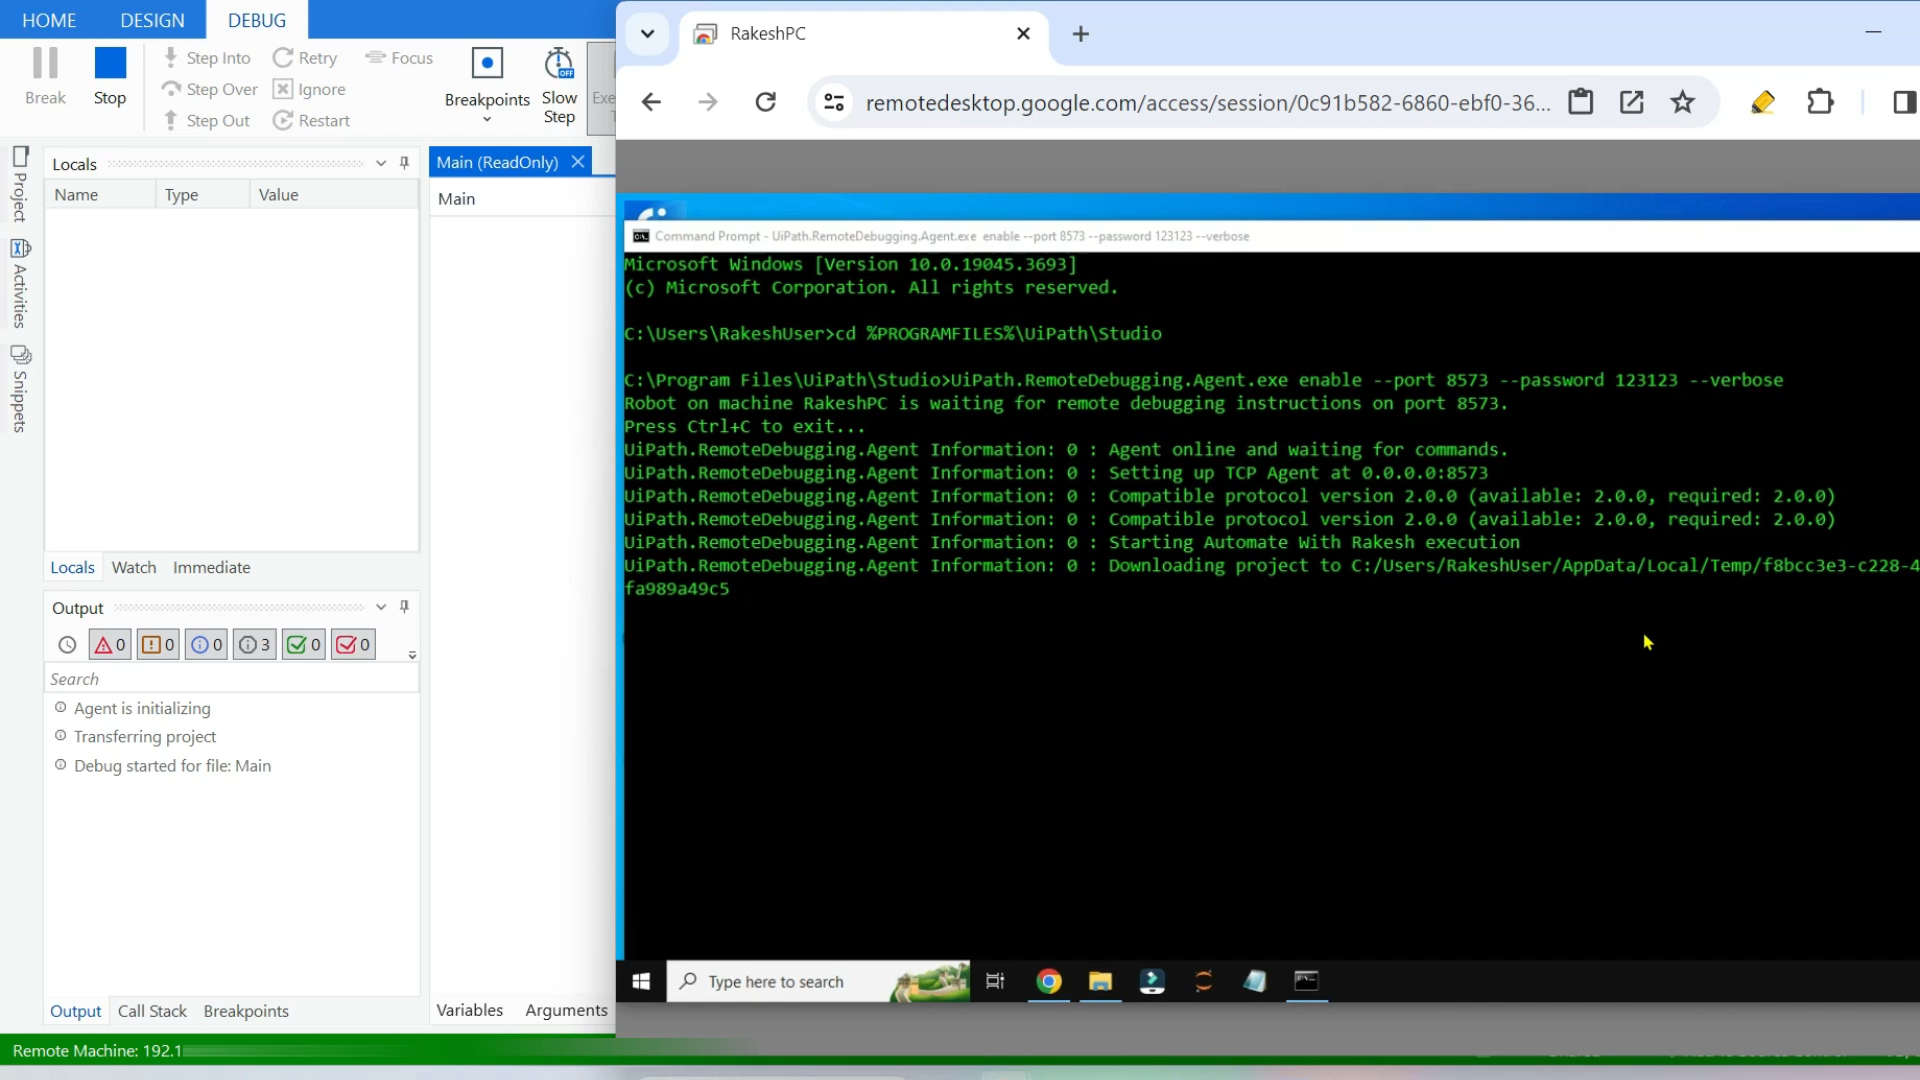 HOME DESIGN DEBUG
Break
Stop
Step Into
Step Over
Step Out
Retry
Ignore
Restart
Focus
Breakpoints
OFF
Slow
Step
Project
Activities
Snippets
Locals
Name Type Value
Locals Watch Immediate
Output
0 0 0 3 0 0
Search
Agent is initializing
Transferring project
Debug started for file: Main
Output Call Stack Breakpoints
Main (ReadOnly)
Main
Variables Arguments
Remote Machine: 192.1
RakeshPC
remotedesktop.google.com/access/session/0c91b582-6860-ebf0-36...
Command Prompt - UiPath.RemoteDebugging.Agent.exe enable --port 8573 --password 123123 --verbose
Microsoft Windows [Version 10.0.19045.3693]
(c) Microsoft Corporation. All rights reserved.
C:\Users\RakeshUser>cd %PROGRAMFILES%\UiPath\Studio
C:\Program Files\UiPath\Studio>UiPath.RemoteDebugging.Agent.exe enable --port 8573 --password 123123 --verbose
Robot on machine RakeshPC is waiting for remote debugging instructions on port 8573.
Press Ctrl+C to exit...
UiPath.RemoteDebugging.Agent Information: 0 : Agent online and waiting for commands.
UiPath.RemoteDebugging.Agent Information: 0 : Setting up TCP Agent at 0.0.0.0:8573
UiPath.RemoteDebugging.Agent Information: 0 : Compatible protocol version 2.0.0 (available: 2.0.0, required: 2.0.0)
UiPath.RemoteDebugging.Agent Information: 0 : Compatible protocol version 2.0.0 (available: 2.0.0, required: 2.0.0)
UiPath.RemoteDebugging.Agent Information: 0 : Starting Automate With Rakesh execution
UiPath.RemoteDebugging.Agent Information: 0 : Downloading project to C:/Users/RakeshUser/AppData/Local/Temp/f8bcc3e3-c228-4
fa989a49c5
Type here to search